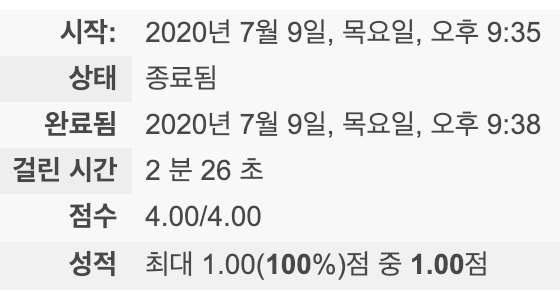 시작: 2020년 7월 9일, 목요일, 오후 9:35
상태 종료됨
완료됨 2020년 7월 9일, 목요일, 오후 9:38
걸린 시간 2 분 26 초
점수 4.00/4.00
성적 최대 1.00(100%)점 중 1.00점